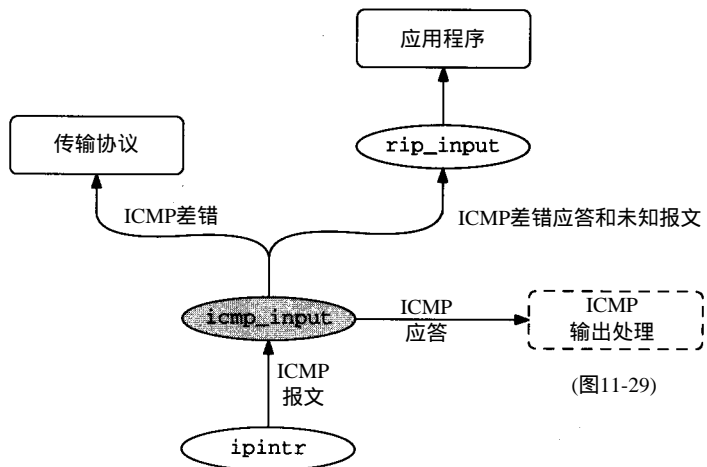 应用程序
传输协议
rip_input
ICMP差错
ICMP差错应答和未知报文
icmp_input
ICMP
应答
ICMP
输出处理
ICMP
报文
(图11-29)
ipintr